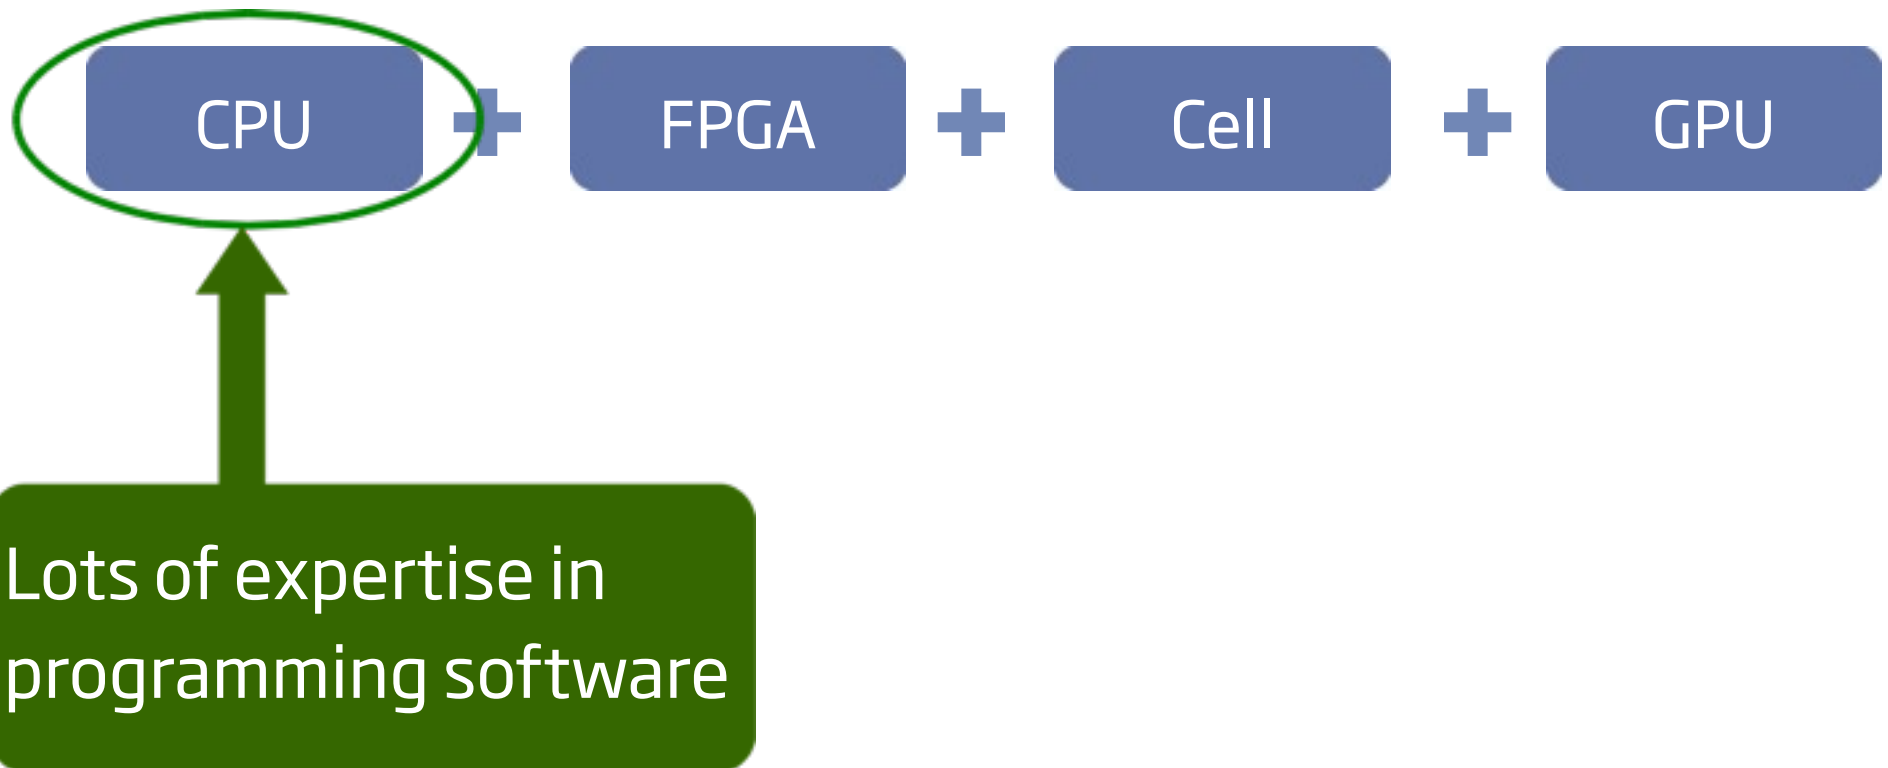 CPU + FPGA + Cell + GPU
Lots of expertise in
programming software